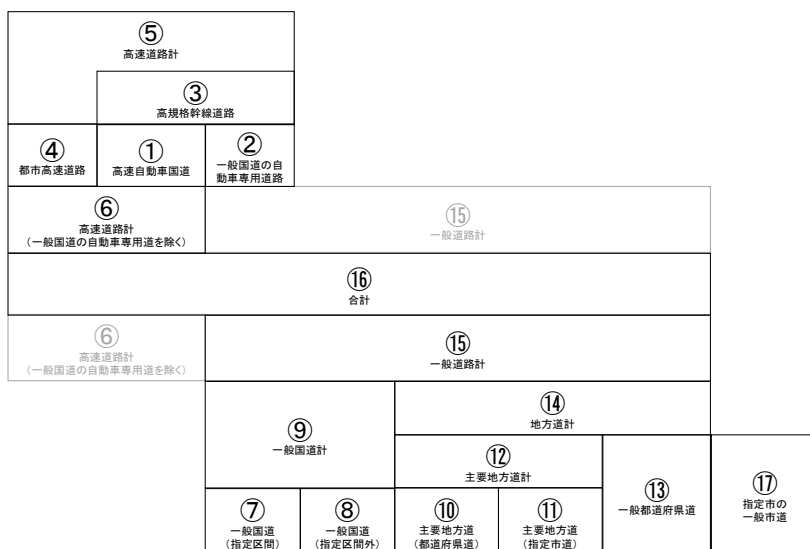 ⑤
高速道路計
③
高規格幹線道路
④
都市高速道路
①
高速自動車国道
②
一般国道の自
動車専用道路
⑥
高速道路計
(一般国道の自動車専用道を除く)
⑮
一般道路計
⑯
合計
⑥
高速道路計
(一般国道の自動車専用道を除く)
⑮
一般道路計
⑨
一般国道計
⑭
地方道計
⑫
主要地方道計
⑬
一般都道府県道
⑰
指定市の
一般市道
⑦
一般国道
(指定区間)
⑧
一般国道
(指定区間外)
⑩
主要地方道
(都道府県道)
⑪
主要地方道
(指定市道)